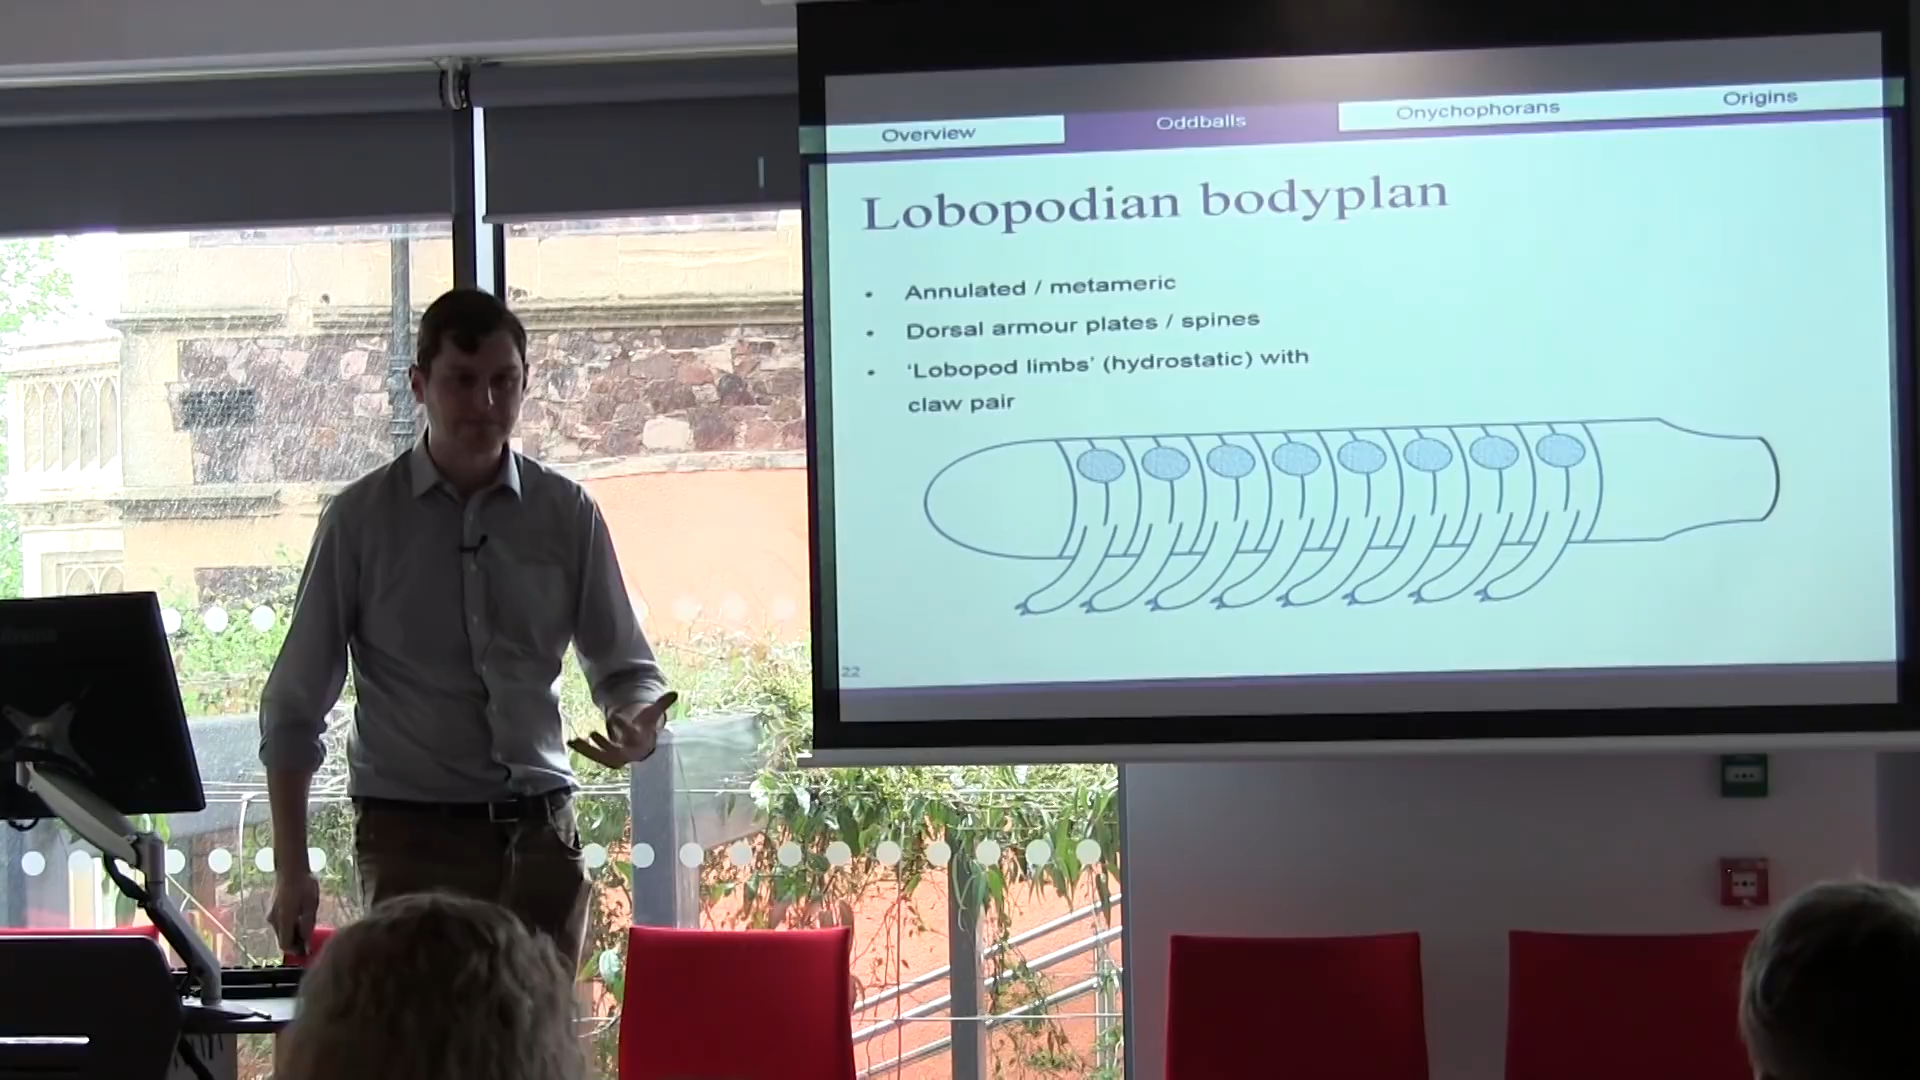 Overview Oddballs Onychophorans Origins
Lobopodian bodyplan
• Annulated / metameric
• Dorsal armour plates / spines
• ‘Lobopod limbs’ (hydrostatic) with
claw pair
22